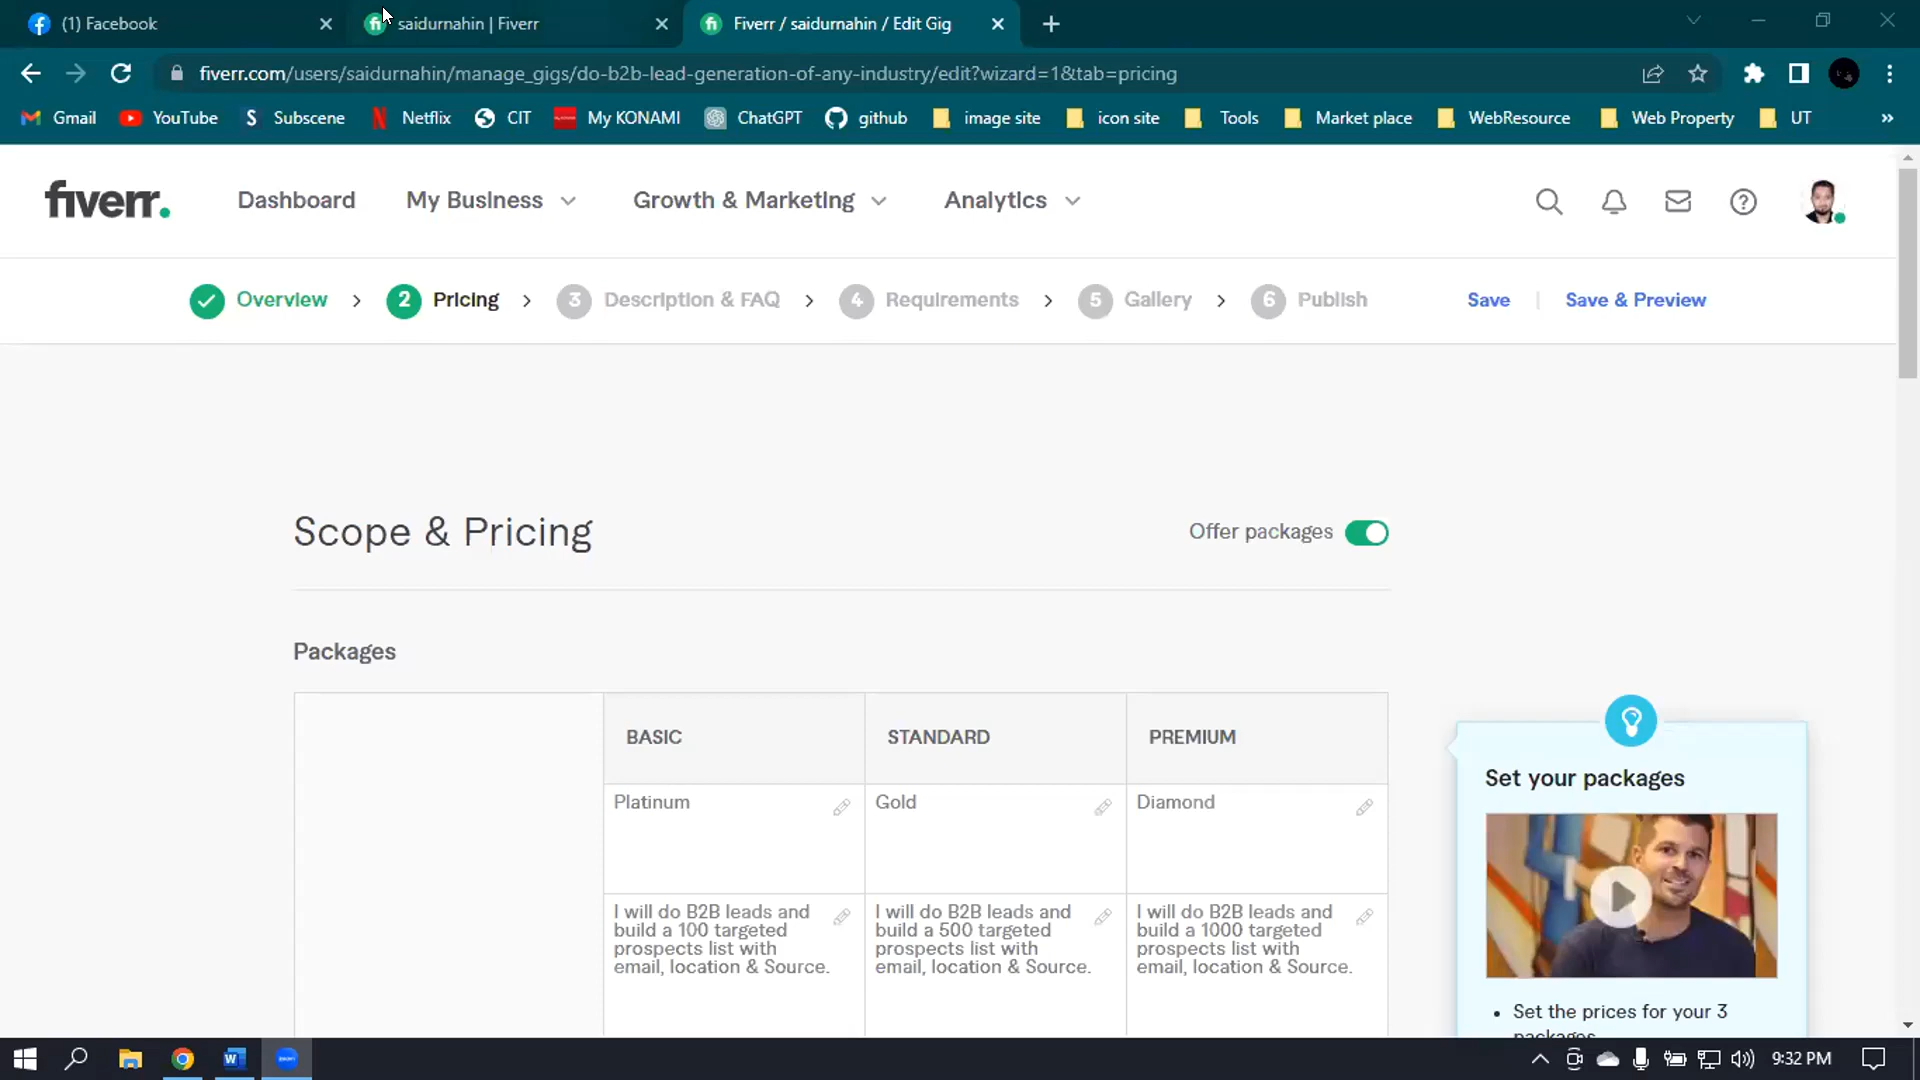 (1) Facebook
saidurnahin | Fiverr
Fiverr / saidurnahin / Edit Gig
fiverr.com/users/saidurnahin/manage_gigs/do-b2b-lead-generation-of-any-industry/edit?wizard=1&tab=pricing
Gmail
YouTube
Subscene
Netflix
CIT
My KONAMI
ChatGPT
github
image site
icon site
Tools
Market place
WebResource
Web Property
UT
»
fiverr.
Dashboard
My Business
Growth & Marketing
Analytics
Overview
2 Pricing
3 Description & FAQ
4 Requirements
5 Gallery
6 Publish
Save
Save & Preview
Scope & Pricing
Offer packages
Packages
BASIC
STANDARD
PREMIUM
Platinum
Gold
Diamond
I will do B2B leads and
build a 100 targeted
prospects list with
email, location & Source.
I will do B2B leads and
build a 500 targeted
prospects list with
email, location & Source.
I will do B2B leads and
build a 1000 targeted
prospects list with
email, location & Source.
Set your packages
• Set the prices for your 3
packages
9:32 PM